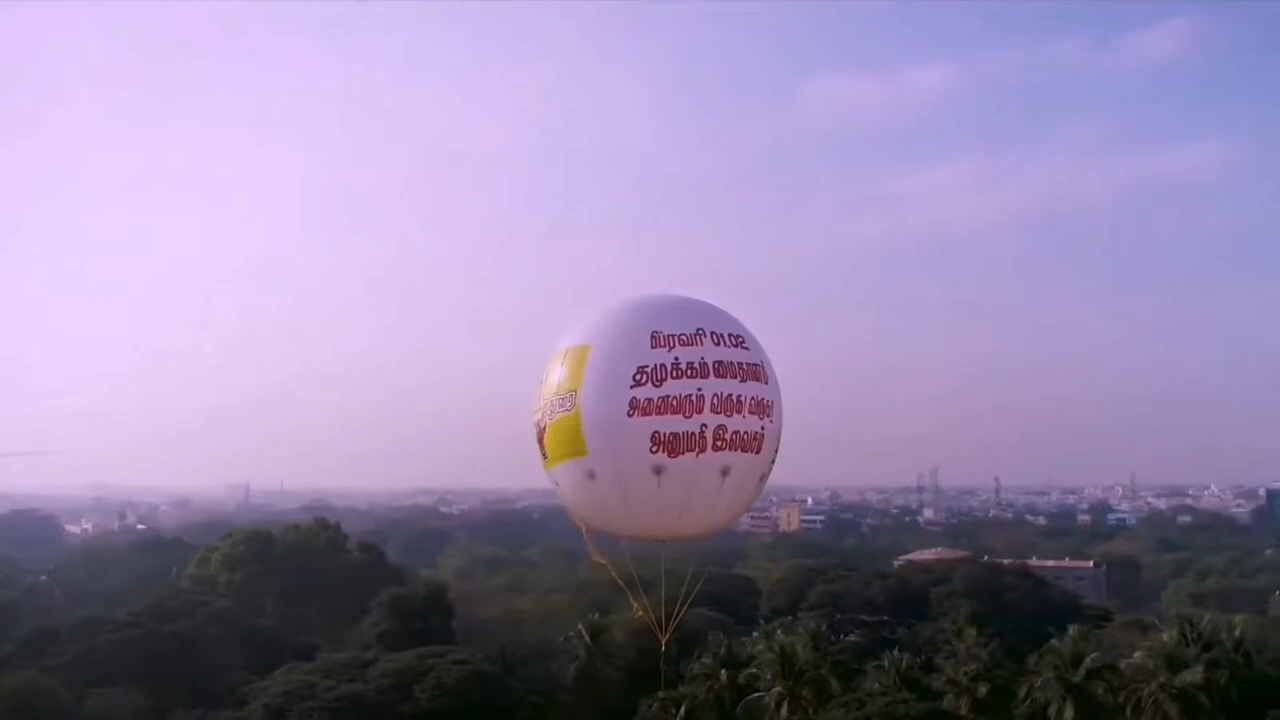 பிப்ரவரி 01,02
தமுக்கம் மைதானம்
அனைவரும் வருக! வருக!
அனுமதி இலவசம்